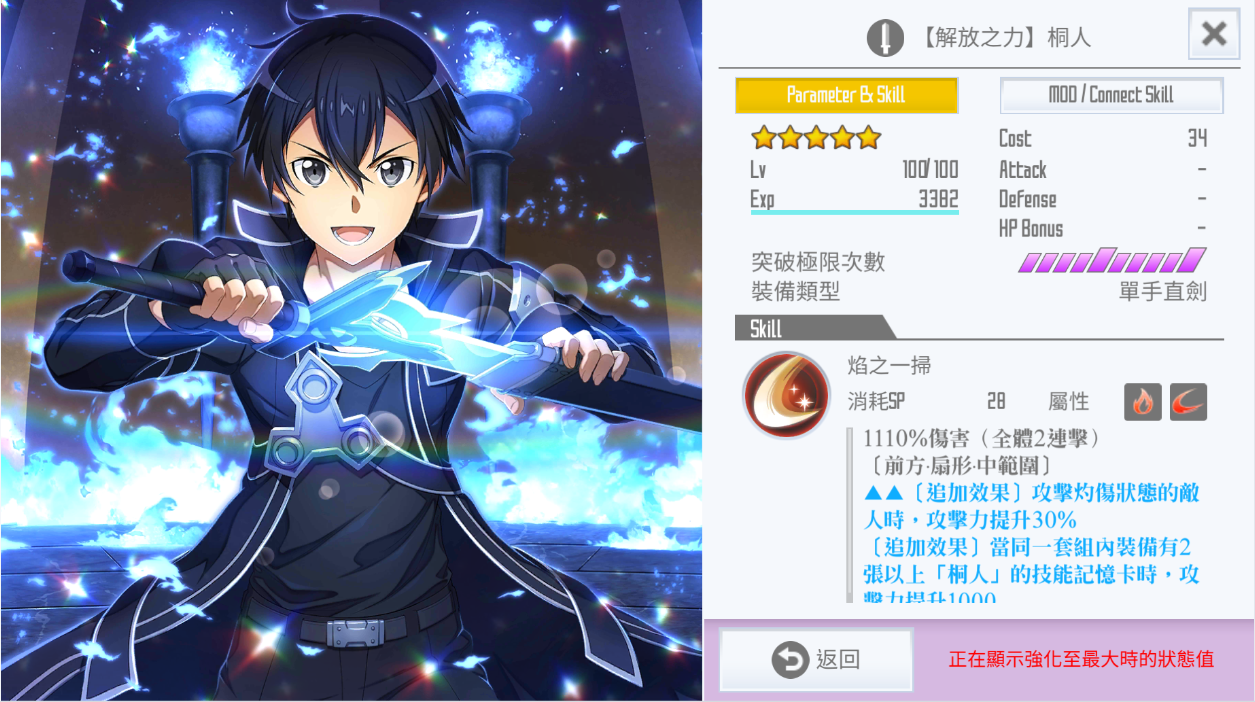 【解放之力】桐人
Parameter & Skill
MOD / Connect Skill
Cost 34
Lv 100/100
Attack -
Exp 3382
Defense -
HP Bonus -
突破極限次數
裝備類型 單手直劍
Skill
焰之一掃
消耗SP 28 屬性
1110%傷害（全體2連擊）
〔前方·扇形·中範圍〕
▲▲〔追加效果〕攻擊灼傷狀態的敵
人時，攻擊力提升30%
〔追加效果〕當同一套組內裝備有2
張以上「桐人」的技能記憶卡時，攻
擊力提升1000
返回
正在顯示強化至最大時的狀態值